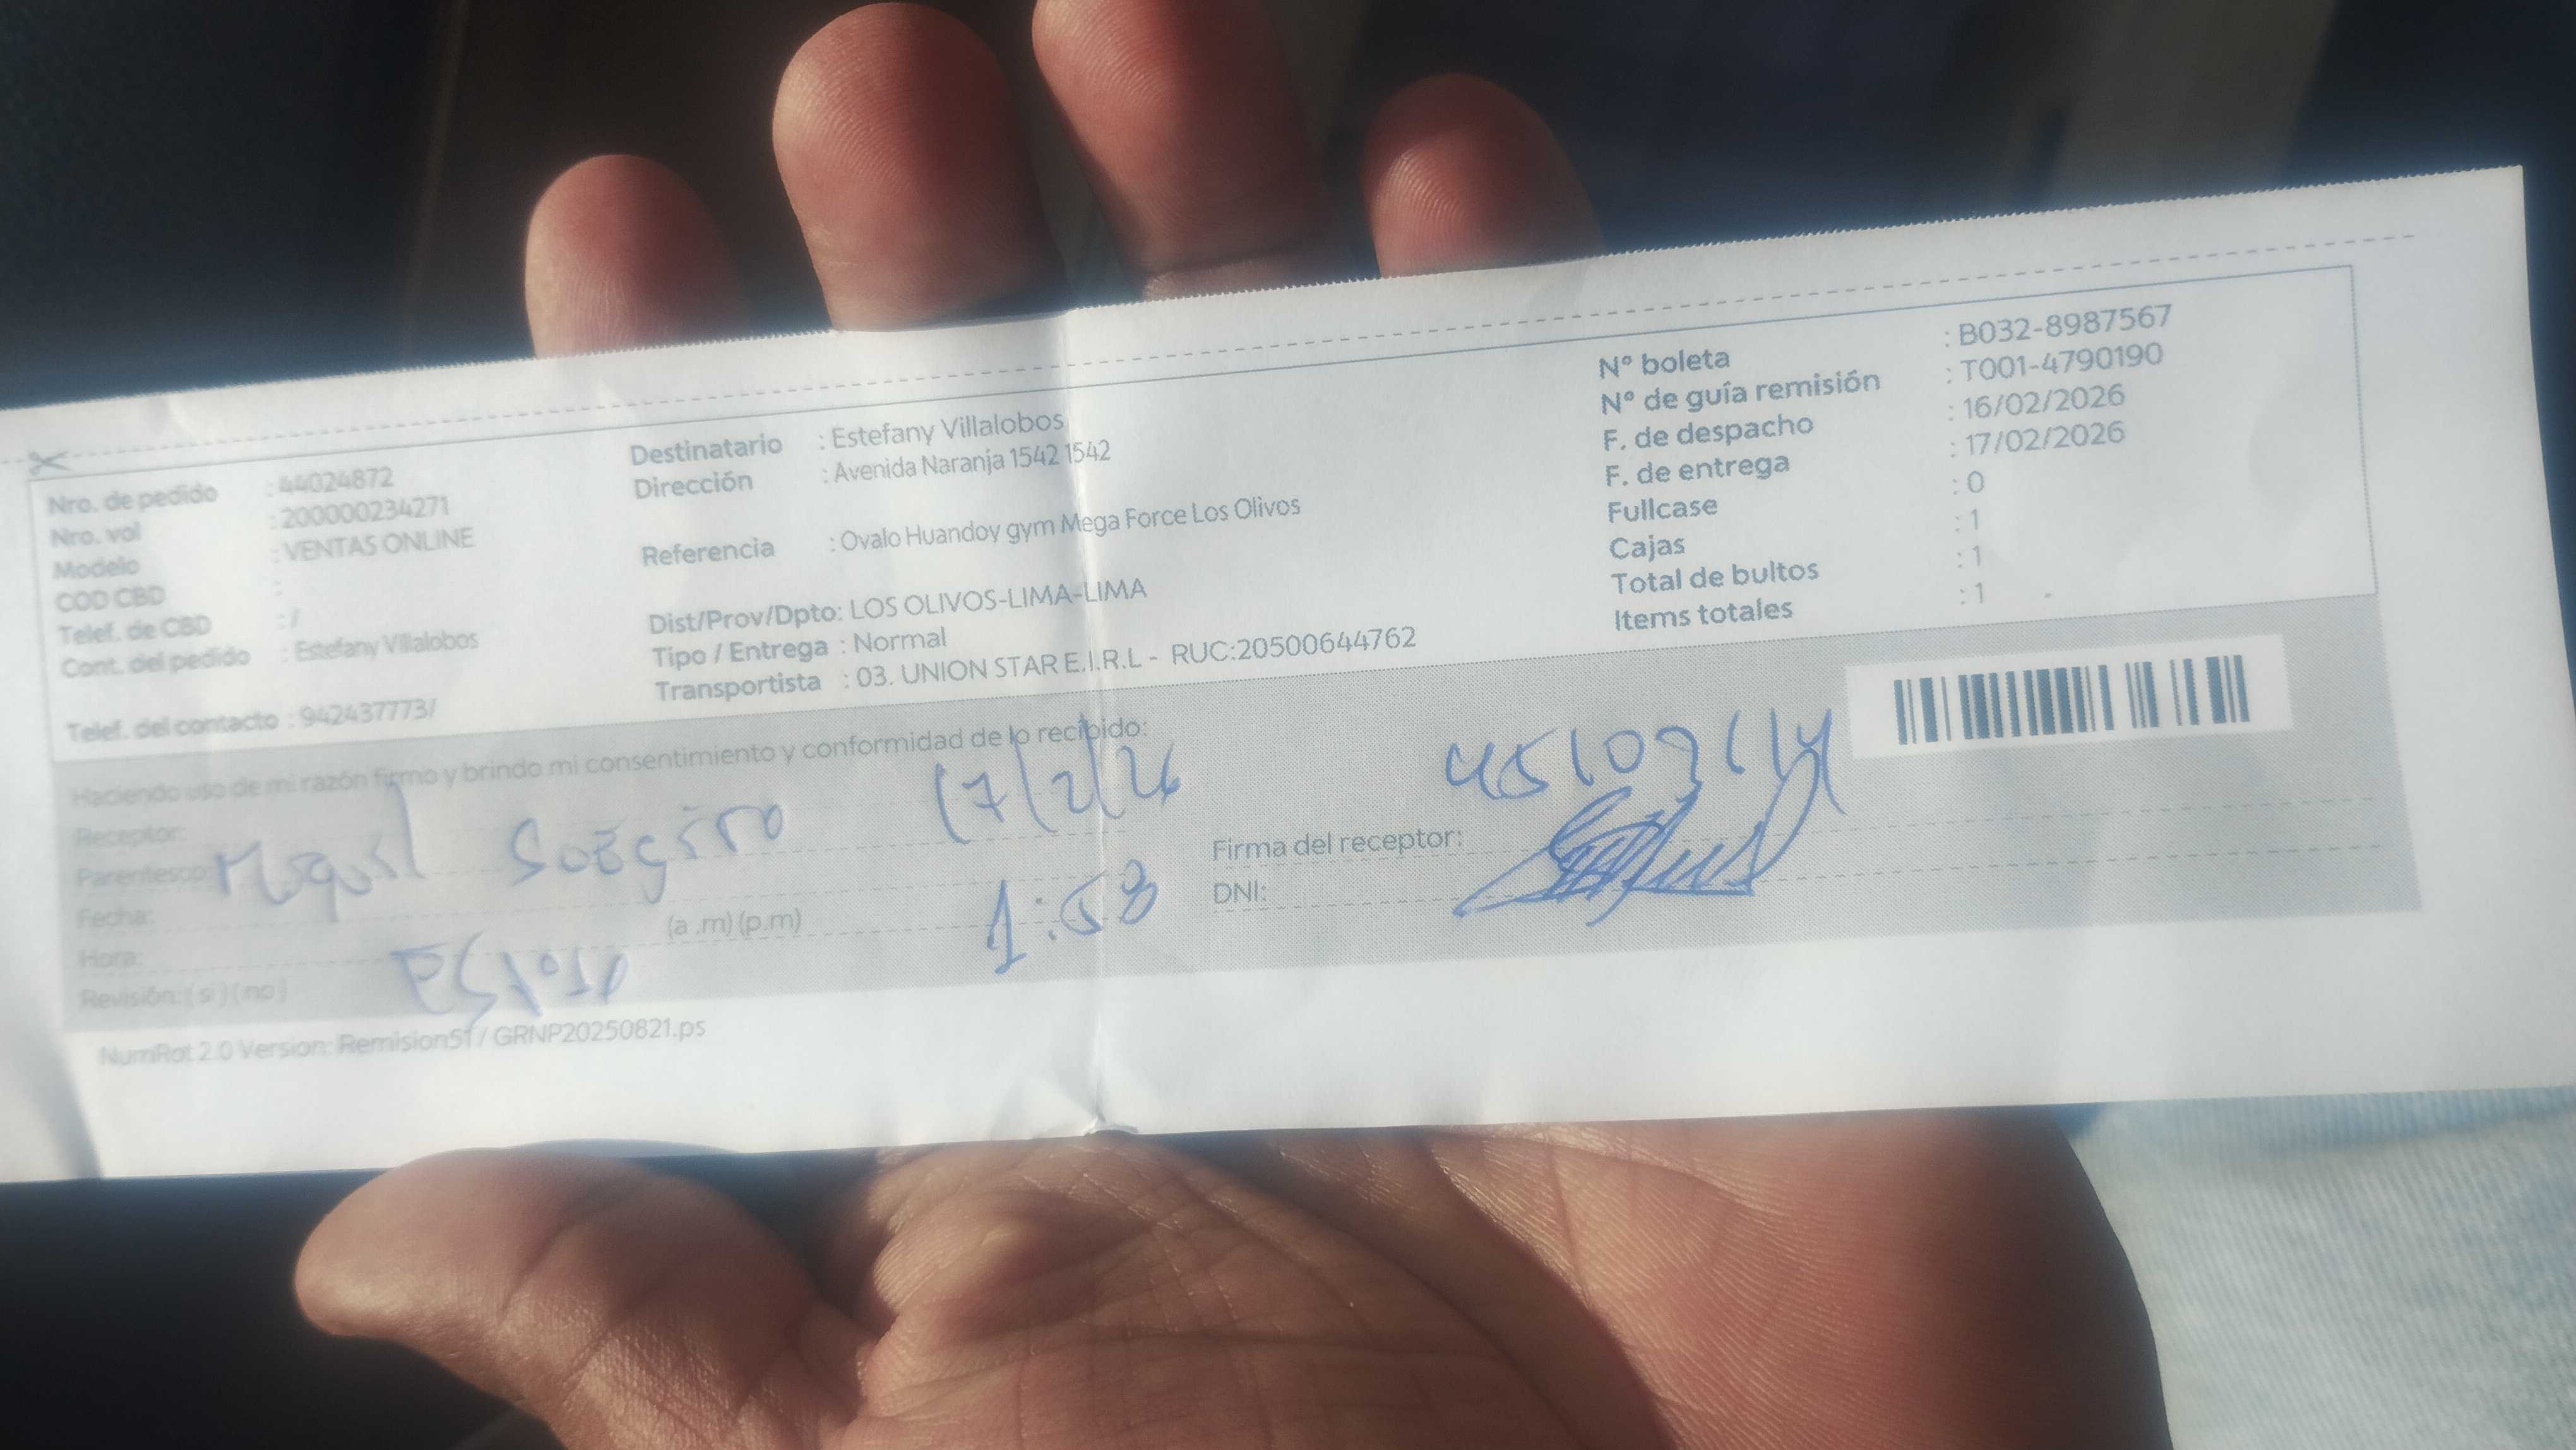 Nro. de pedido : 44024872
Nro. vol : 200000234271
Modelo : VENTAS ONLINE
COD CBD :
Telef. de CBD : /
Cont. del pedido : Estefany Villalobos
Telef. del contacto : 942437773/
Destinatario : Estefany Villalobos
Dirección : Avenida Naranja 1542 1542
Referencia : Ovalo Huandoy gym Mega Force Los Olivos
Dist/Prov/Dpto: LOS OLIVOS-LIMA-LIMA
Tipo / Entrega : Normal
Transportista : 03. UNION STAR E.I.R.L - RUC:20500644762
Nº boleta : B032-8987567
Nº de guía remisión : T001-4790190
F. de despacho : 16/02/2026
F. de entrega : 17/02/2026
Fullcase : 0
Cajas : 1
Total de bultos : 1
Items totales : 1
Haciendo uso de mi razón firmo y brindo mi consentimiento y conformidad de lo recibido:
Receptor:
Parentesco:
17/2/26
Fecha:
Hora: (a .m) (p.m) 1:58
Revisión: ( si ) ( no )
Firma del receptor:
DNI:
NumRot 2.0 Version: Remision51 / GRNP20250821.ps